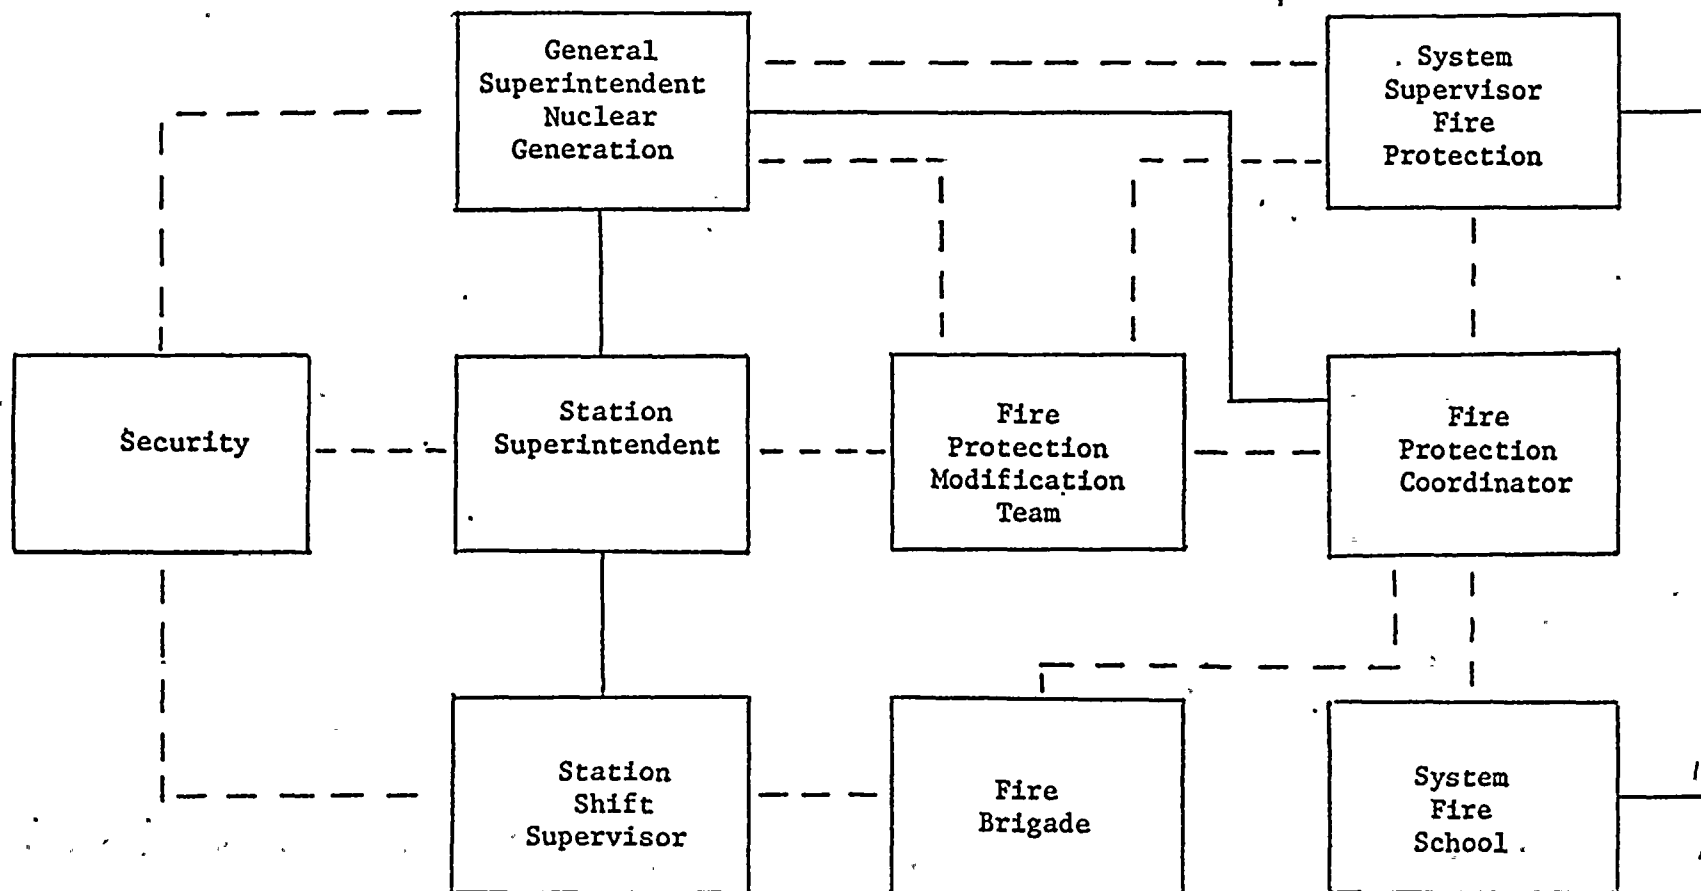 General
Superintendent
Nuclear
Generation
System
Supervisor
Fire
Protection
Security
Station
Superintendent
Fire
Protection
Modification
Team
Fire
Protection
Coordinator
Station
Shift
Supervisor
Fire
Brigade
System
Fire
School